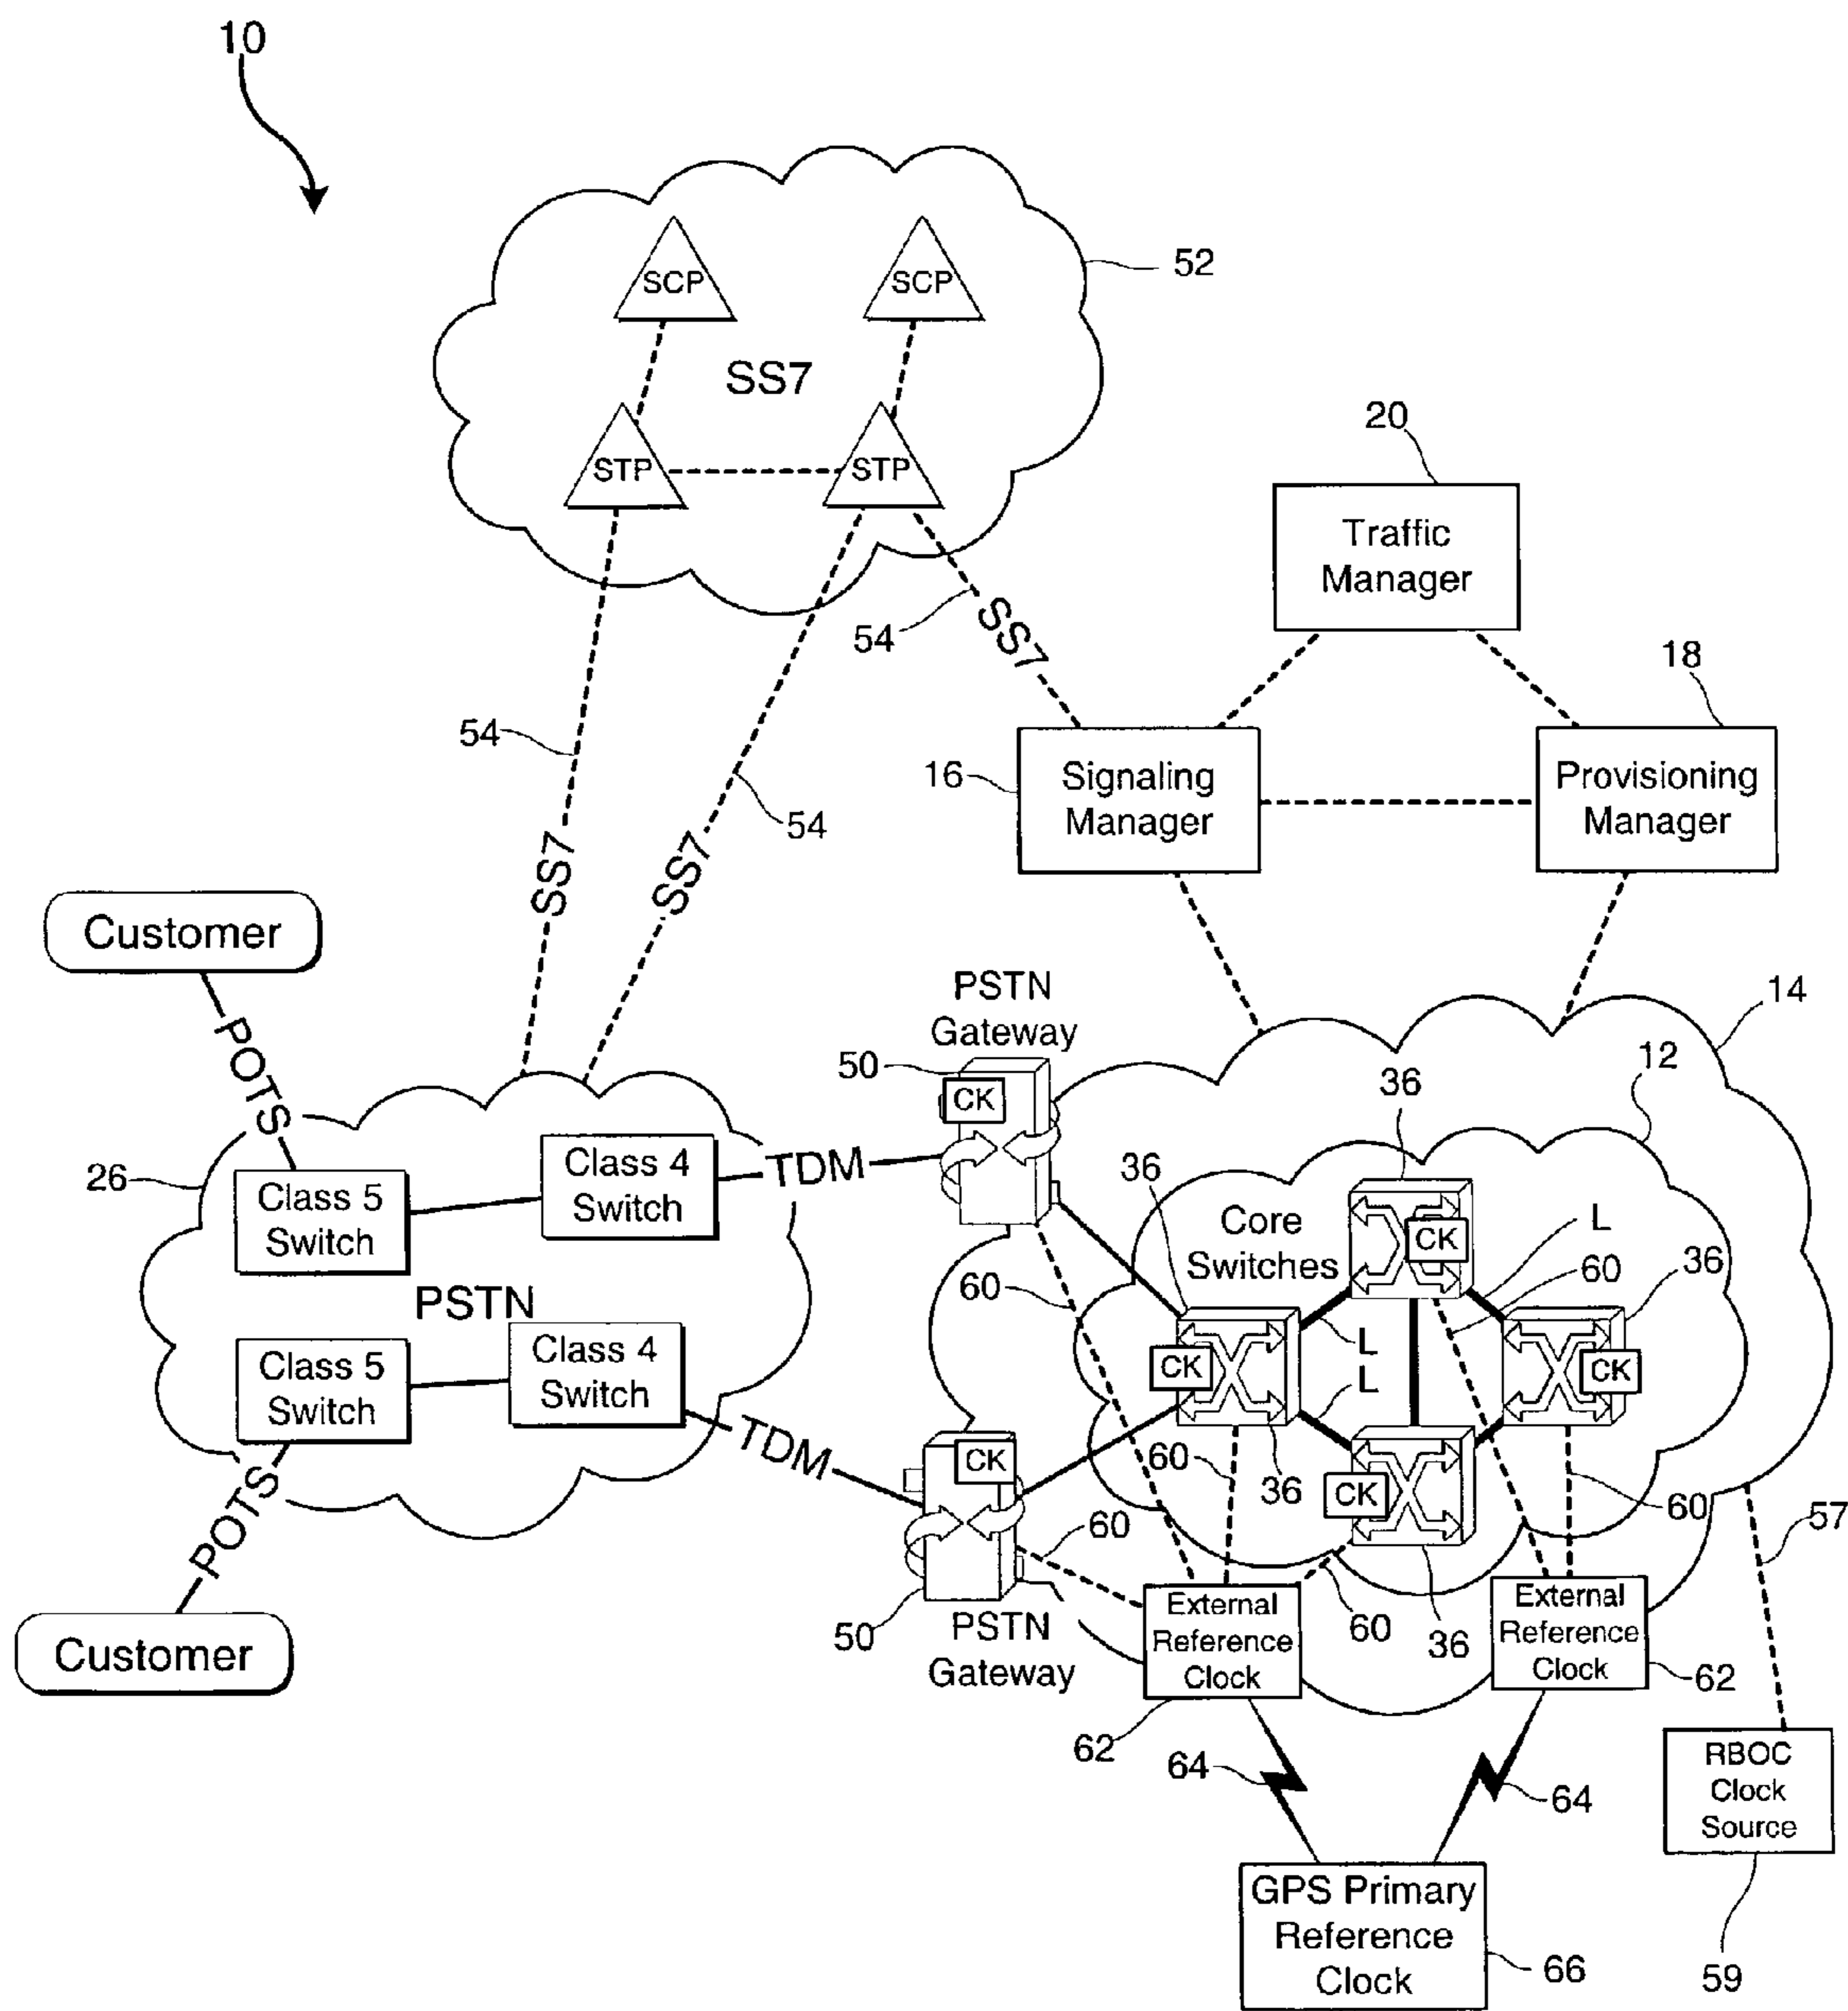 10
SCP
SCP
52
SS7
STP
STP
20
Traffic
Manager
54
SS7
18
54
16
Signaling
Manager
Provisioning
Manager
54
SS7
SS7
Customer
POTS
PSTN
Gateway
14
12
50
CK
36
26
Class 5
Switch
Class 4
Switch
TDM
36
Core
Switches
CK
L
60
36
60
PSTN
L
L
CK
CK
Class 5
Switch
Class 4
Switch
TDM
CK
60
36
CK
60
57
POTS
60
50
PSTN
Gateway
External
Reference
Clock
60
36
External
Reference
Clock
62
Customer
62
64
64
RBOC
Clock
Source
GPS Primary
Reference
Clock
66
59